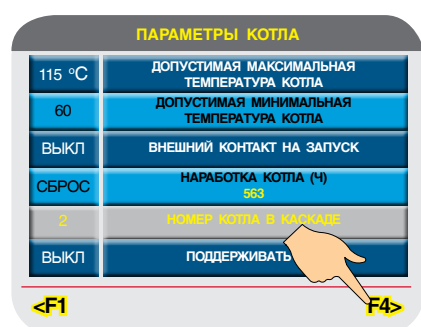 ПАРАМЕТРЫ КОТЛА
115 °C
ДОПУСТИМАЯ МАКСИМАЛЬНАЯ
ТЕМПЕРАТУРА КОТЛА
60
ДОПУСТИМАЯ МИНИМАЛЬНАЯ
ТЕМПЕРАТУРА КОТЛА
ВЫКЛ
ВНЕШНИЙ КОНТАКТ НА ЗАПУСК
СБРОС
НАРАБОТКА КОТЛА (Ч)
563
2
НОМЕР КОТЛА В КАСКАДЕ
ВЫКЛ
ПОДДЕРЖИВАТЬ
<F1
F4>